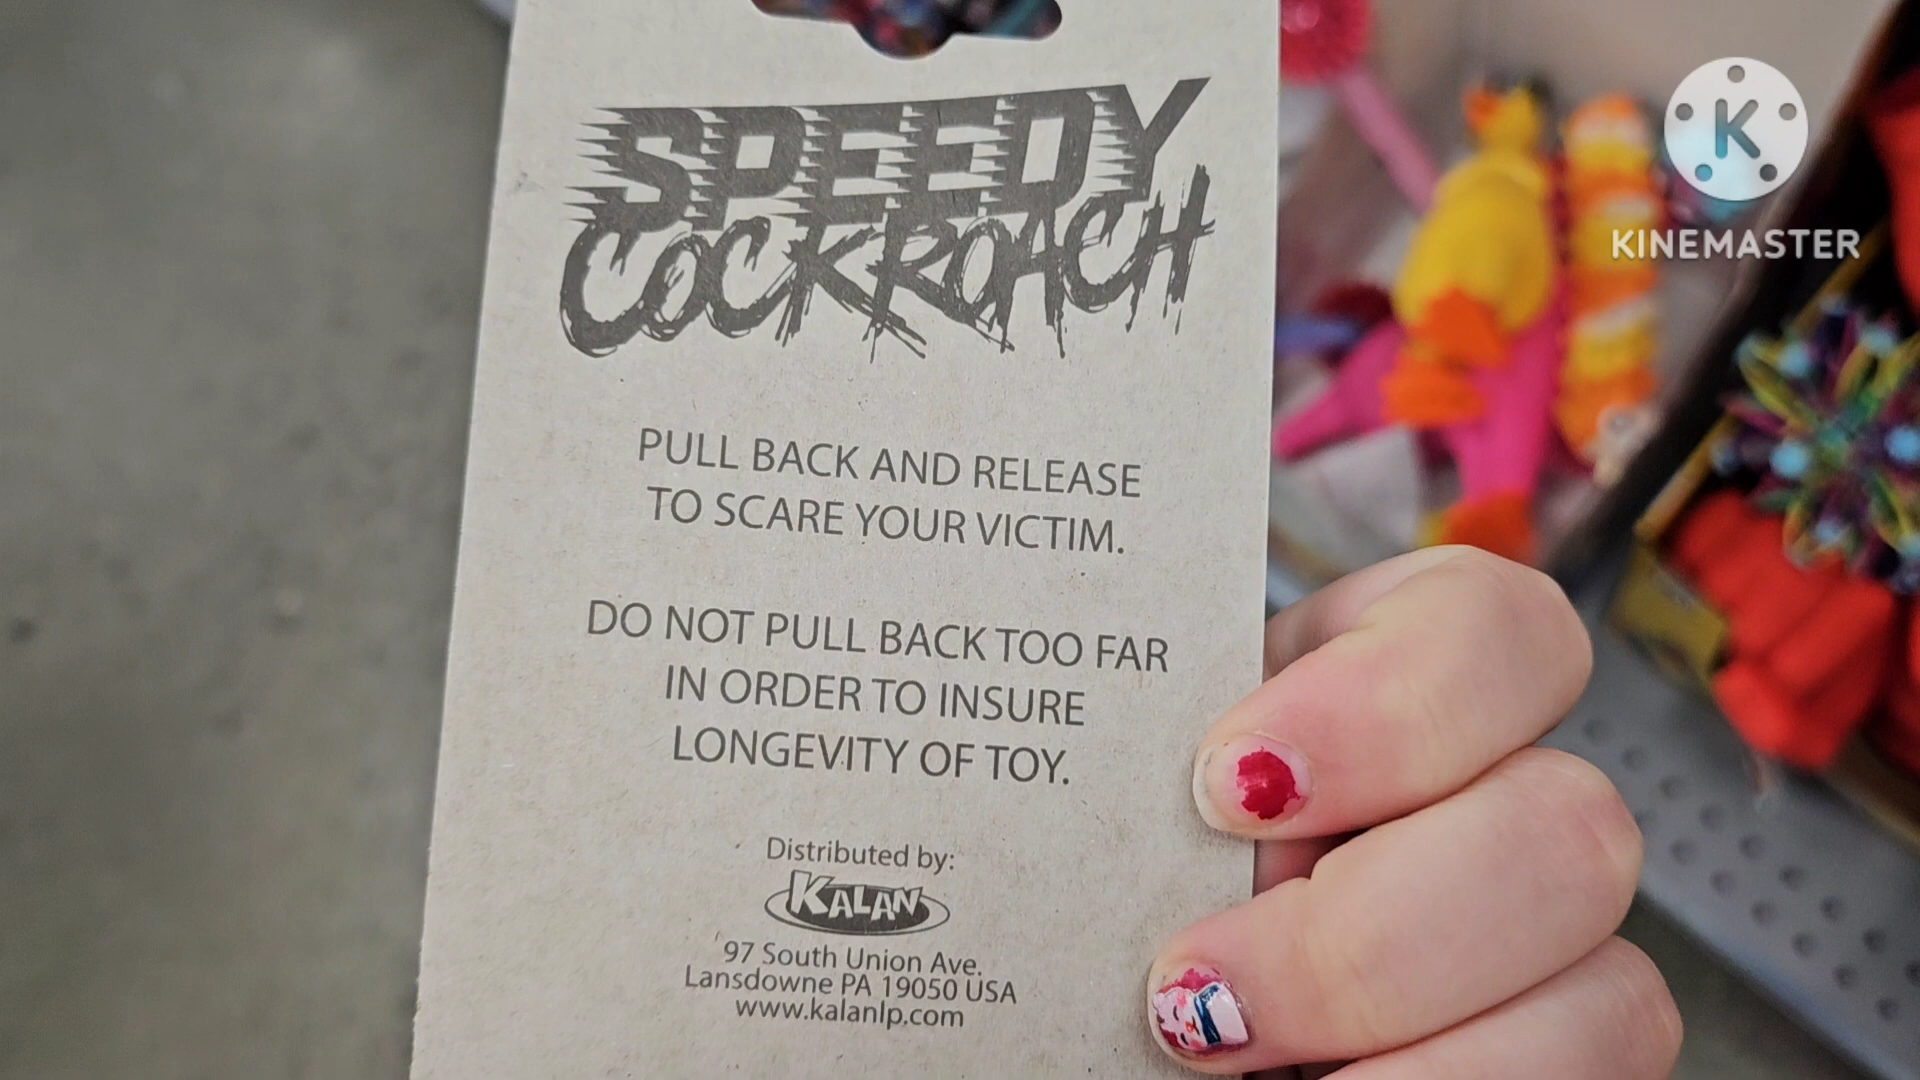 SPEEDY
COCKROACH
PULL BACK AND RELEASE
TO SCARE YOUR VICTIM.
DO NOT PULL BACK TOO FAR
IN ORDER TO INSURE
LONGEVITY OF TOY.
Distributed by:
KALAN
97 South Union Ave.
Lansdowne PA 19050 USA
www.kalanlp.com
K
KINEMASTER